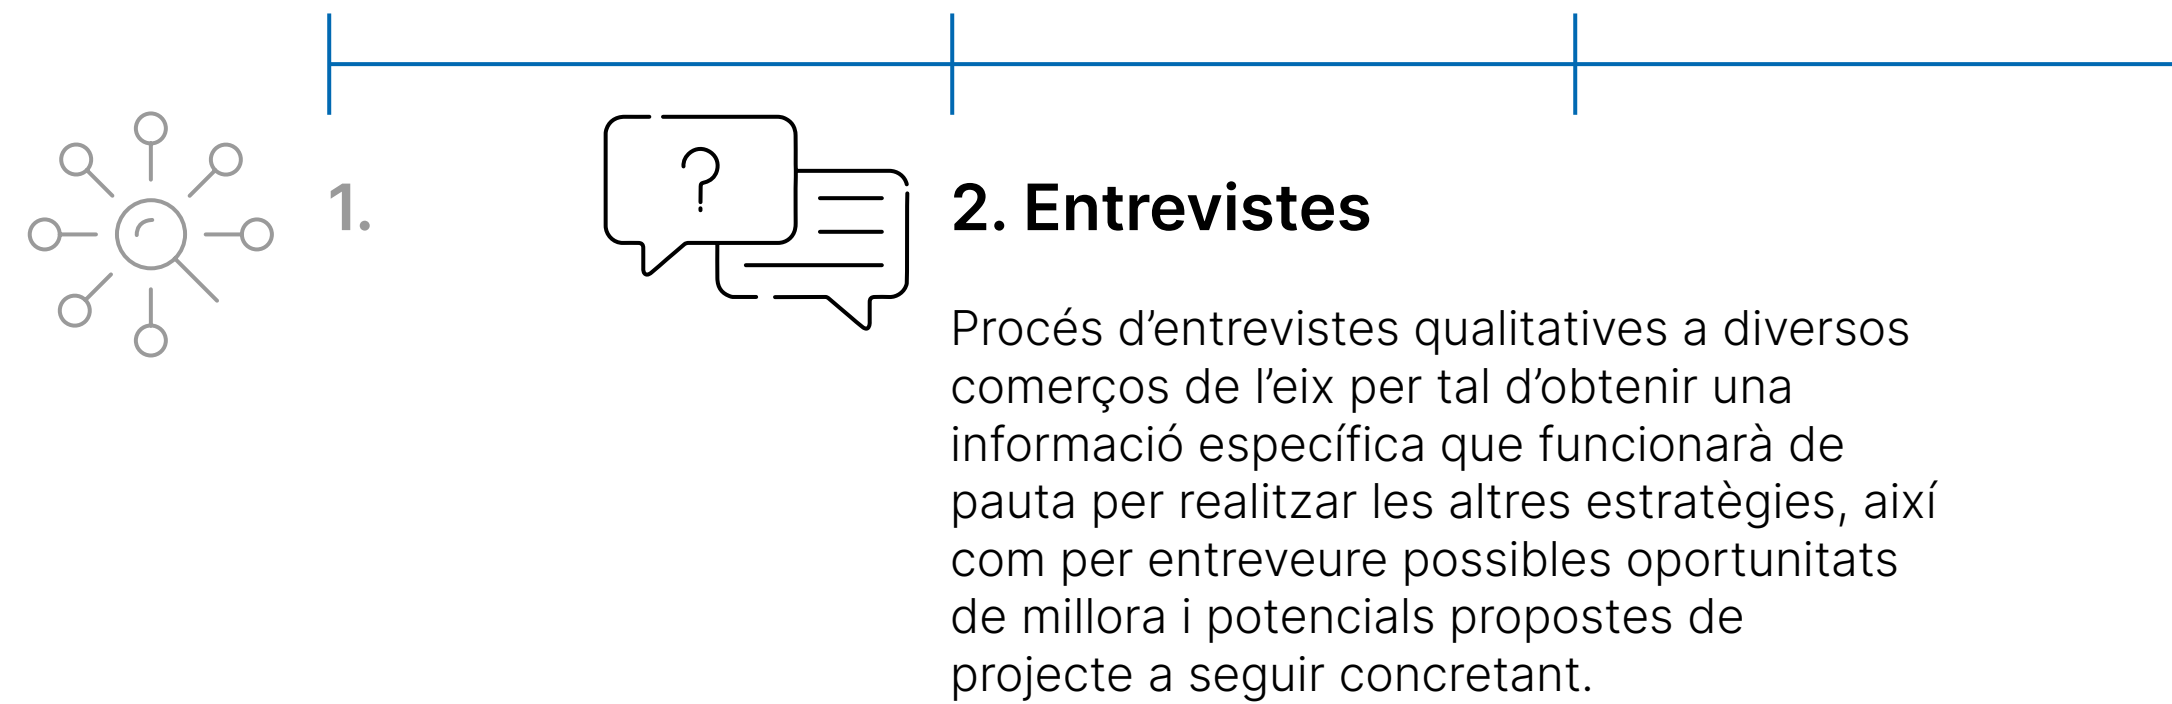 1.
2. Entrevistes
Procés d’entrevistes qualitatives a diversos
comerços de l’eix per tal d’obtenir una
informació específica que funcionarà de
pauta per realitzar les altres estratègies, així
com per entreveure possibles oportunitats
de millora i potencials propostes de
projecte a seguir concretant.